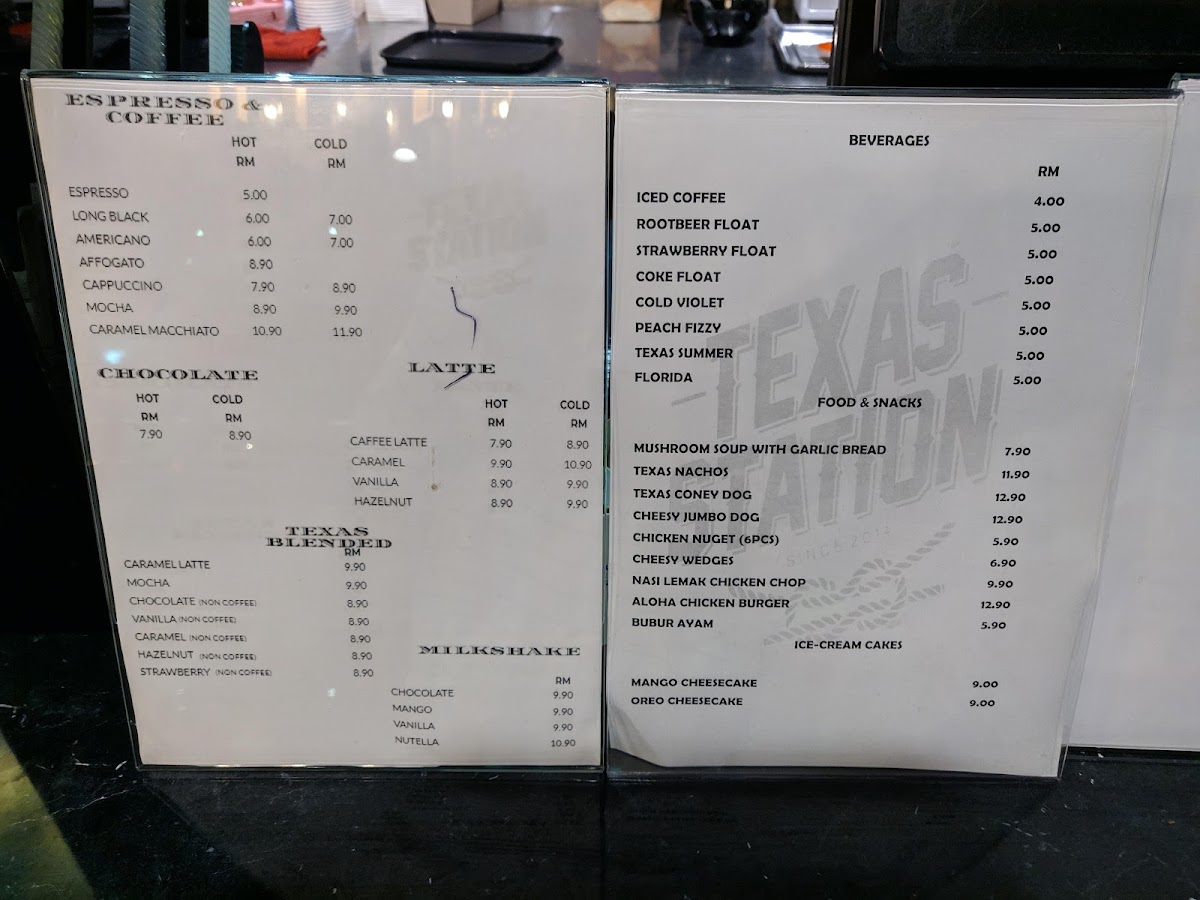 ESPRESSO &
COFFEE
HOT COLD
RM RM
ESPRESSO 5.00
LONG BLACK 6.00 7.00
AMERICANO 6.00 7.00
AFFOGATO 8.90
CAPPUCCINO 7.90 8.90
MOCHA 8.90 9.90
CARAMEL MACCHIATO 10.90 11.90
CHOCOLATE
HOT COLD
RM RM
7.90 8.90
LATTE
HOT COLD
RM RM
CAFFEE LATTE 7.90 8.90
CARAMEL 9.90 10.90
VANILLA 8.90 9.90
HAZELNUT 8.90 9.90
TEXAS
BLENDED
RM
CARAMEL LATTE 9.90
MOCHA 9.90
CHOCOLATE (NON COFFEE) 8.90
VANILLA (NON COFFEE) 8.90
CARAMEL (NON COFFEE) 8.90
HAZELNUT (NON COFFEE) 8.90
STRAWBERRY (NON COFFEE) 8.90
MILKSHAKE
RM
CHOCOLATE 9.90
MANGO 9.90
VANILLA 9.90
NUTELLA 10.90
BEVERAGES
RM
ICED COFFEE 4.00
ROOTBEER FLOAT 5.00
STRAWBERRY FLOAT 5.00
COKE FLOAT 5.00
COLD VIOLET 5.00
PEACH FIZZY 5.00
TEXAS SUMMER 5.00
FLORIDA 5.00
FOOD & SNACKS
MUSHROOM SOUP WITH GARLIC BREAD 7.90
TEXAS NACHOS 11.90
TEXAS CONEY DOG 12.90
CHEESY JUMBO DOG 12.90
CHICKEN NUGET (6PCS) 5.90
CHEESY WEDGES 6.90
NASI LEMAK CHICKEN CHOP 9.90
ALOHA CHICKEN BURGER 12.90
BUBUR AYAM 5.90
ICE-CREAM CAKES
MANGO CHEESECAKE 9.00
OREO CHEESECAKE 9.00
TEXAS
STATION
SINCE 2014